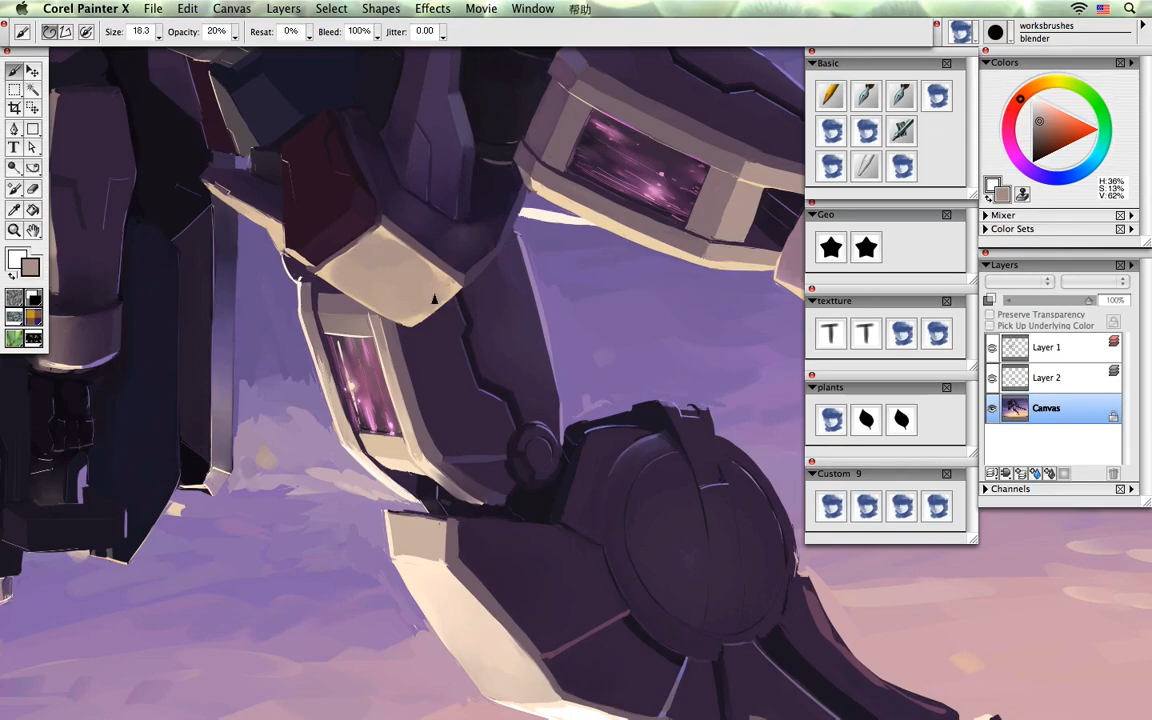 Corel Painter X File Edit Canvas Layers Select Shapes Effects Movie Window 帮助
Size: 18.3 Opacity: 20% Resat: 0% Bleed: 100% Jitter: 0.00
worksbrushes
blender
Basic
Geo
textture
plants
Custom 9
Colors
H: 36%
S: 13%
V: 62%
Mixer
Color Sets
Layers
100%
Preserve Transparency
Pick Up Underlying Color
Layer 1
Layer 2
Canvas
Channels